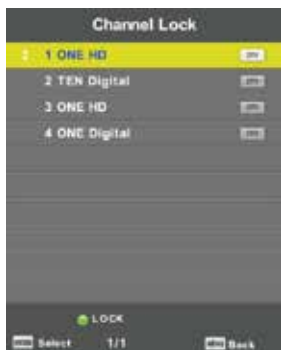 Channel Lock
1 ONE HD
2 TEN Digital
3 ONE HD
4 ONE Digital
LOCK
Select 1/1 Back